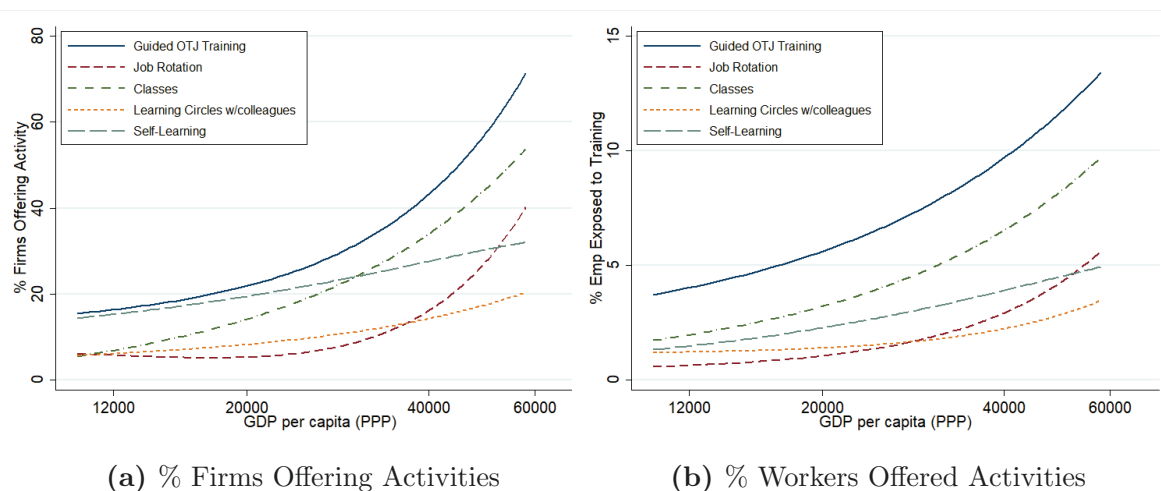 80
60
40
20
0
% Firms Offering Activity
Guided OTJ Training
Job Rotation
Classes
Learning Circles w/colleagues
Self-Learning
12000 20000 40000 60000
GDP per capita (PPP)
(a) % Firms Offering Activities
15
10
5
0
% Emp Exposed to Training
Guided OTJ Training
Job Rotation
Classes
Learning Circles w/colleagues
Self-Learning
12000 20000 40000 60000
GDP per capita (PPP)
(b) % Workers Offered Activities